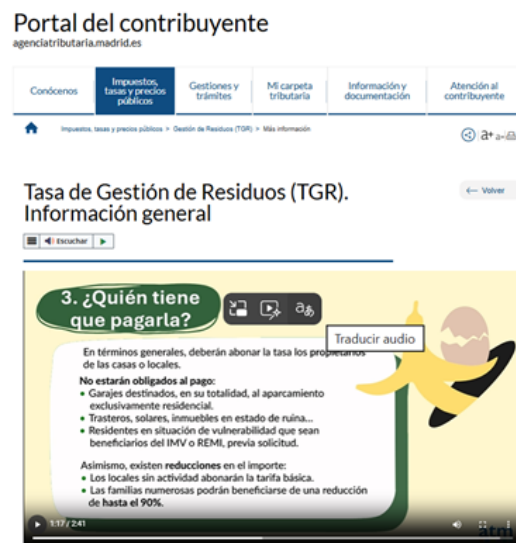 Portal del contribuyente
agenciatributaria.madrid.es
Conócenos
Impuestos,
tasas y precios
públicos
Gestiones y
trámites
Mi carpeta
tributaria
Información y
documentación
Atención al
contribuyente
Impuestos, tasas y precios públicos > Gestión de Residuos (TGR) > Más información
a+ a-
Tasa de Gestión de Residuos (TGR).
Información general
← Volver
Escuchar
3. ¿Quién tiene
que pagarla?
Traducir audio
En términos generales, deberán abonar la tasa los propietarios
de las casas o locales.
No estarán obligados al pago:
• Garajes destinados, en su totalidad, al aparcamiento
exclusivamente residencial.
• Trasteros, solares, inmuebles en estado de ruina...
• Residentes en situación de vulnerabilidad que sean
beneficiarios del IMV o REMI, previa solicitud.
Asimismo, existen reducciones en el importe:
• Los locales sin actividad abonarán la tarifa básica.
• Las familias numerosas podrán beneficiarse de una reducción
de hasta el 90%.
1:17 / 2:41